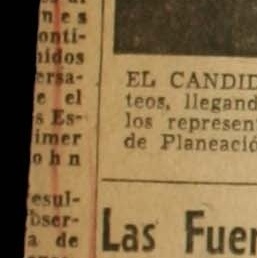 nes
onti-
nidos
ersa-
e el
s Es-
imer
ohn
esul-
bser-
a de
EL CANDID
teos, llegand
los represen
de Planeació
Las Fuer